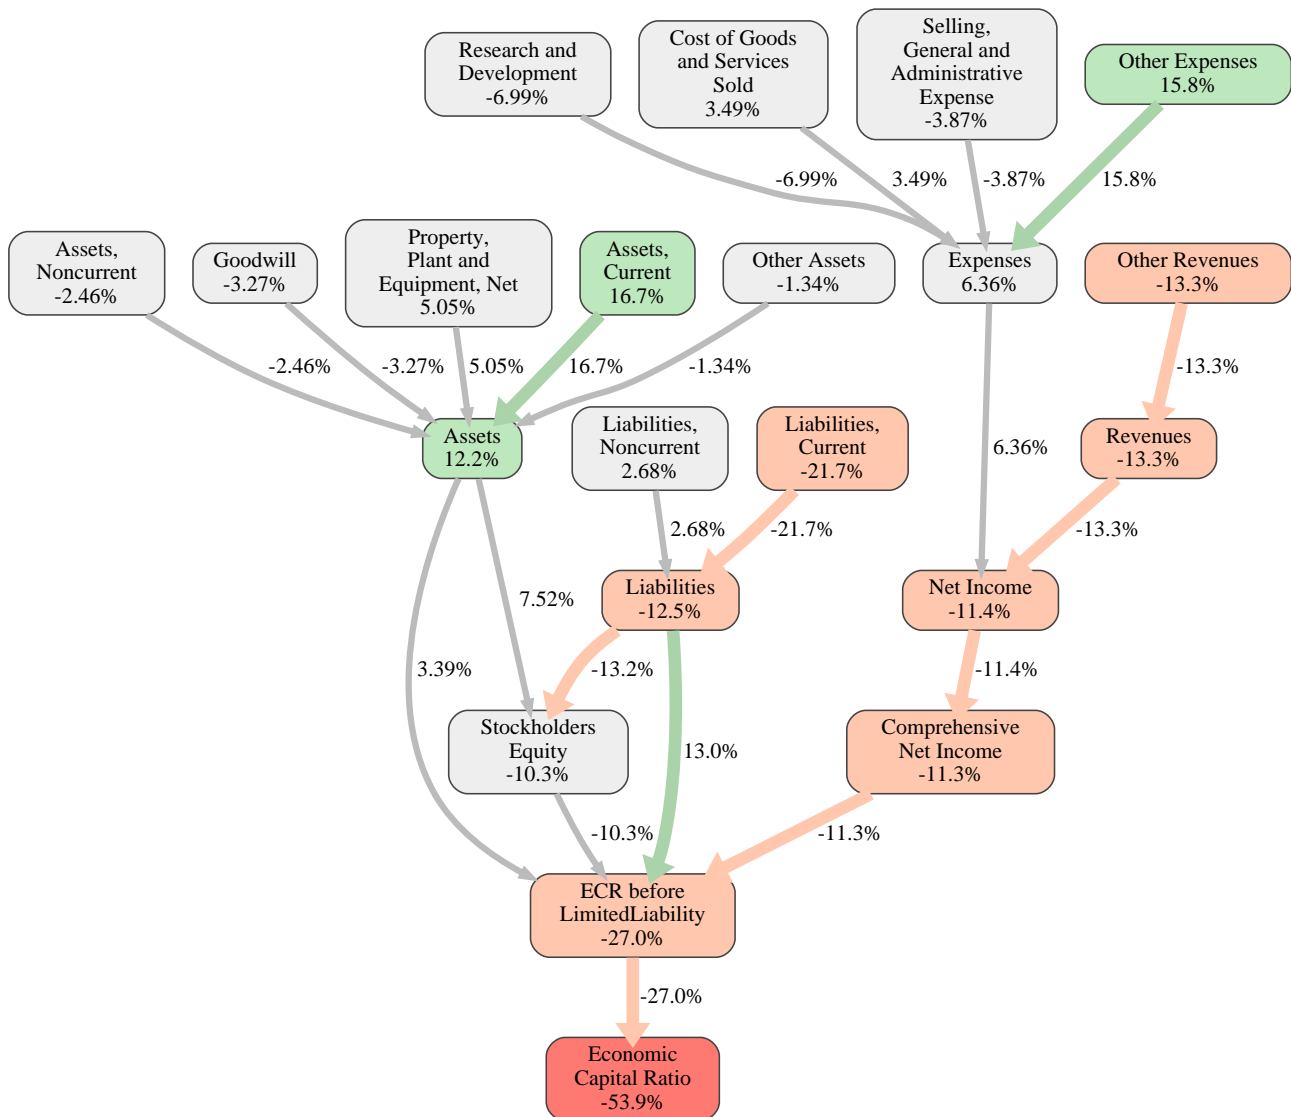 Research and
Development
-6.99%
Cost of Goods
and Services
Sold
3.49%
Selling,
General and
Administrative
Expense
-3.87%
Other Expenses
15.8%
-6.99%
3.49%
-3.87%
15.8%
Assets,
Noncurrent
-2.46%
Goodwill
-3.27%
Property,
Plant and
Equipment, Net
5.05%
Assets,
Current
16.7%
Other Assets
-1.34%
Expenses
6.36%
Other Revenues
-13.3%
-2.46%
-3.27%
5.05%
16.7%
-1.34%
-13.3%
Assets
12.2%
Liabilities,
Noncurrent
2.68%
Liabilities,
Current
-21.7%
6.36%
Revenues
-13.3%
2.68%
-21.7%
-13.3%
7.52%
Liabilities
-12.5%
Net Income
-11.4%
3.39%
-13.2%
-11.4%
Stockholders
Equity
-10.3%
13.0%
Comprehensive
Net Income
-11.3%
-10.3%
-11.3%
ECR before
LimitedLiability
-27.0%
-27.0%
Economic
Capital Ratio
-53.9%